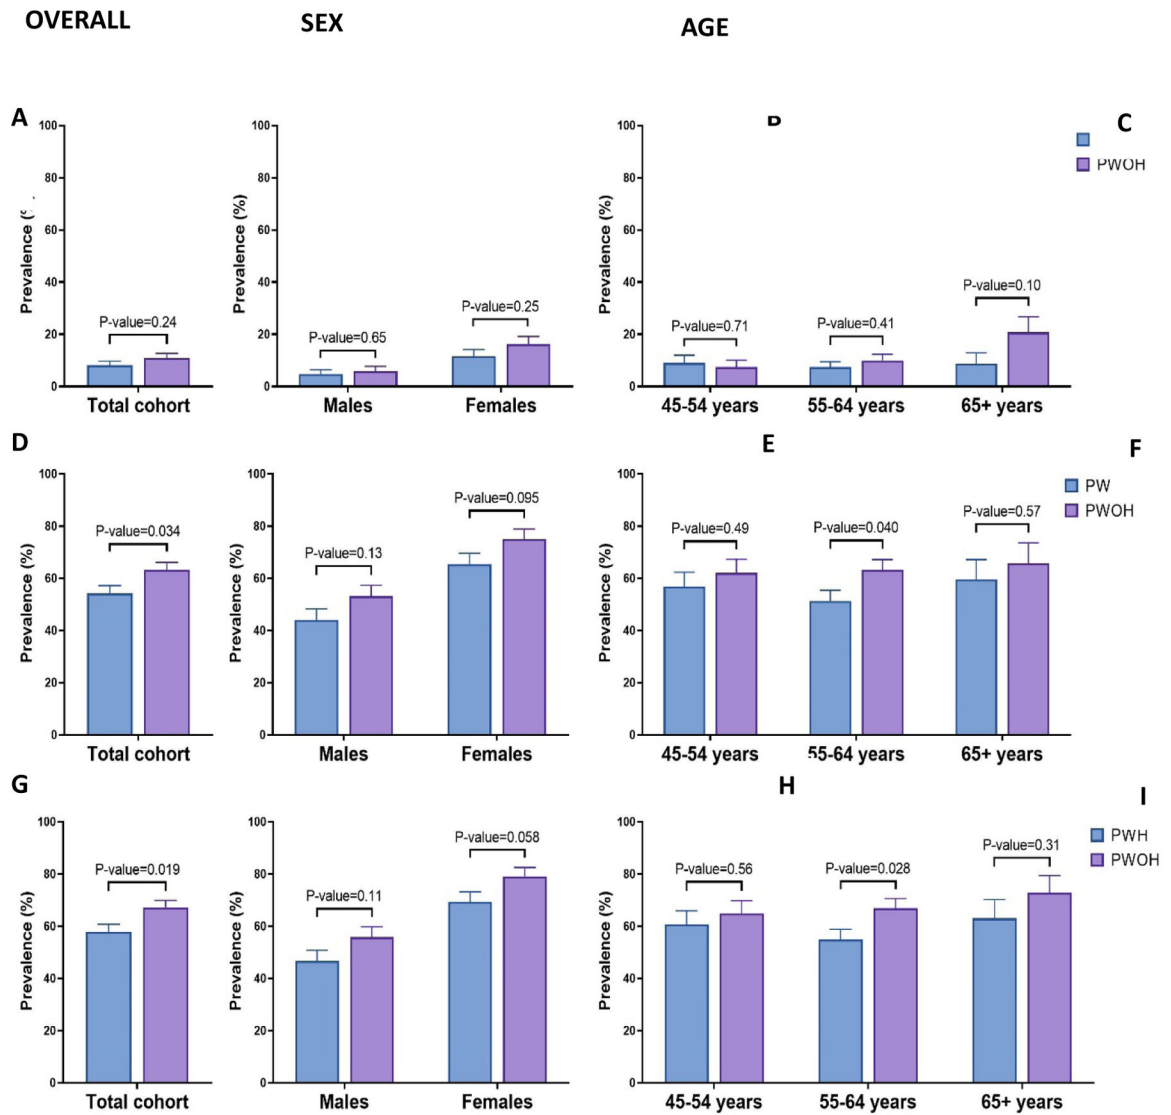 OVERALL SEX AGE
A C
100 100 100
80 80 80
60 60 60
40 40 40
20 20 20
0 0 0
Prevalence ( Prevalence (%) Prevalence (%)
PWOH
P-value=0.24 P-value=0.65 P-value=0.25 P-value=0.71 P-value=0.41 P-value=0.10
Total cohort Males Females 45-54 years 55-64 years 65+ years
D E F
100 100 100
80 80 80
60 60 60
40 40 40
20 20 20
0 0 0
Prevalence (%) Prevalence (%) Prevalence (%)
PW
PWOH
P-value=0.034 P-value=0.13 P-value=0.095 P-value=0.49 P-value=0.040 P-value=0.57
Total cohort Males Females 45-54 years 55-64 years 65+ years
G H I
100 100 100
80 80 80
60 60 60
40 40 40
20 20 20
0 0 0
Prevalence (%) Prevalence (%) Prevalence (%)
PWH
PWOH
P-value=0.019 P-value=0.11 P-value=0.058 P-value=0.56 P-value=0.028 P-value=0.31
Total cohort Males Females 45-54 years 55-64 years 65+ years